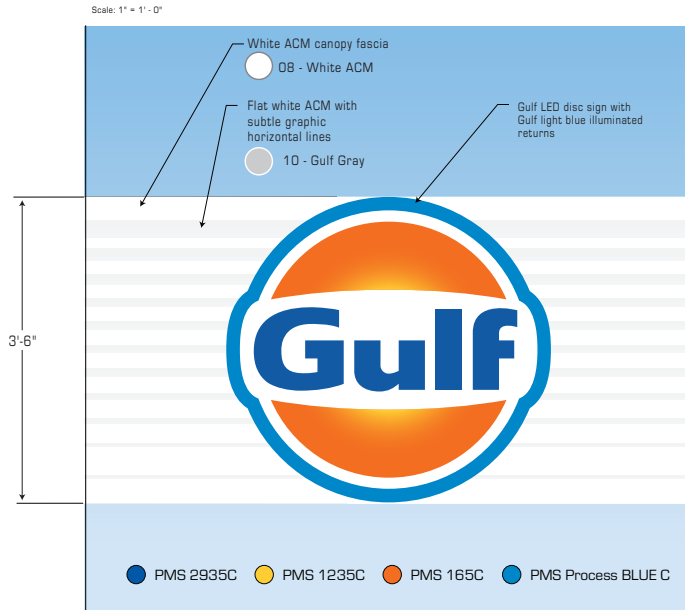 Scale: 1" = 1' - 0"
White ACM canopy fascia
08 - White ACM
Flat white ACM with
subtle graphic
horizontal lines
10 - Gulf Gray
Gulf LED disc sign with
Gulf light blue illuminated
returns
3'-6"
Gulf
PMS 2935C
PMS 1235C
PMS 165C
PMS Process BLUE C